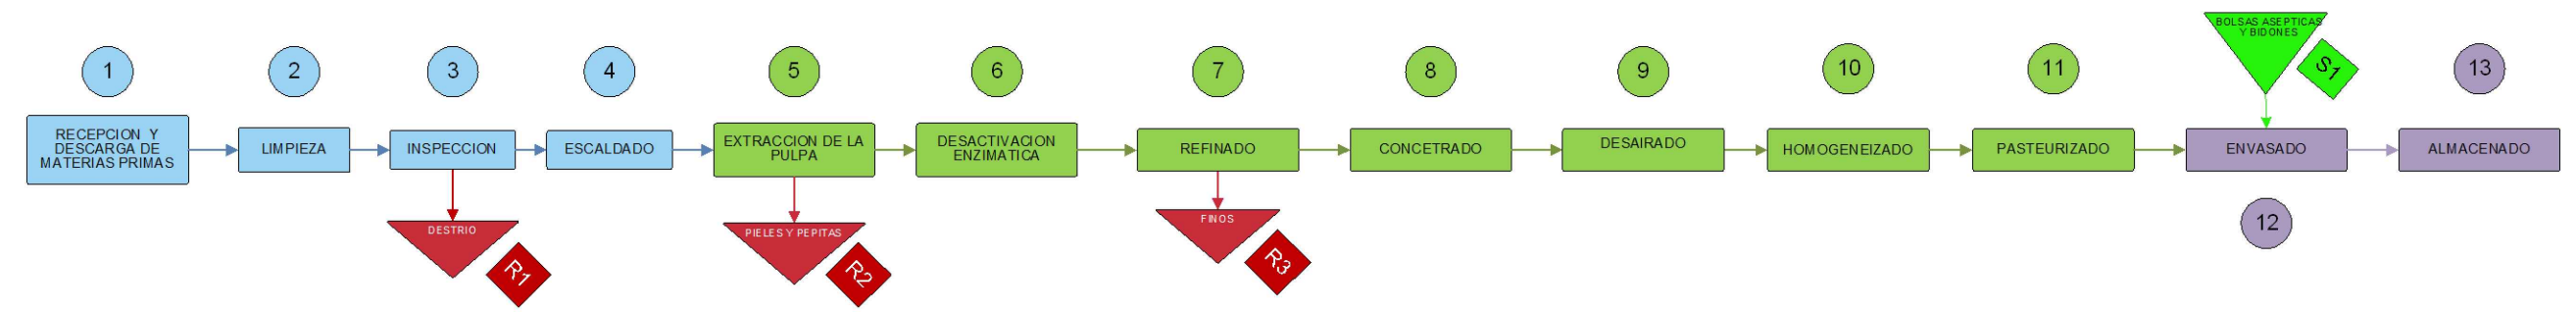 1
2
3
4
5
6
7
8
9
10
11
BOLSAS ASEPTICAS
Y BIDONES
S1
13
RECEPCION Y
DESCARGA DE
MATERIAS PRIMAS
LIMPIEZA
INSPECCION
ESCALDADO
EXTRACCION DE LA
PULPA
DESACTIVACION
ENZIMATICA
REFINADO
CONCETRADO
DESAIRADO
HOMOGENEIZADO
PASTEURIZADO
ENVASADO
ALMACENADO
12
DESTRIO
R1
PIELES Y PEPITAS
R2
FINOS
R3